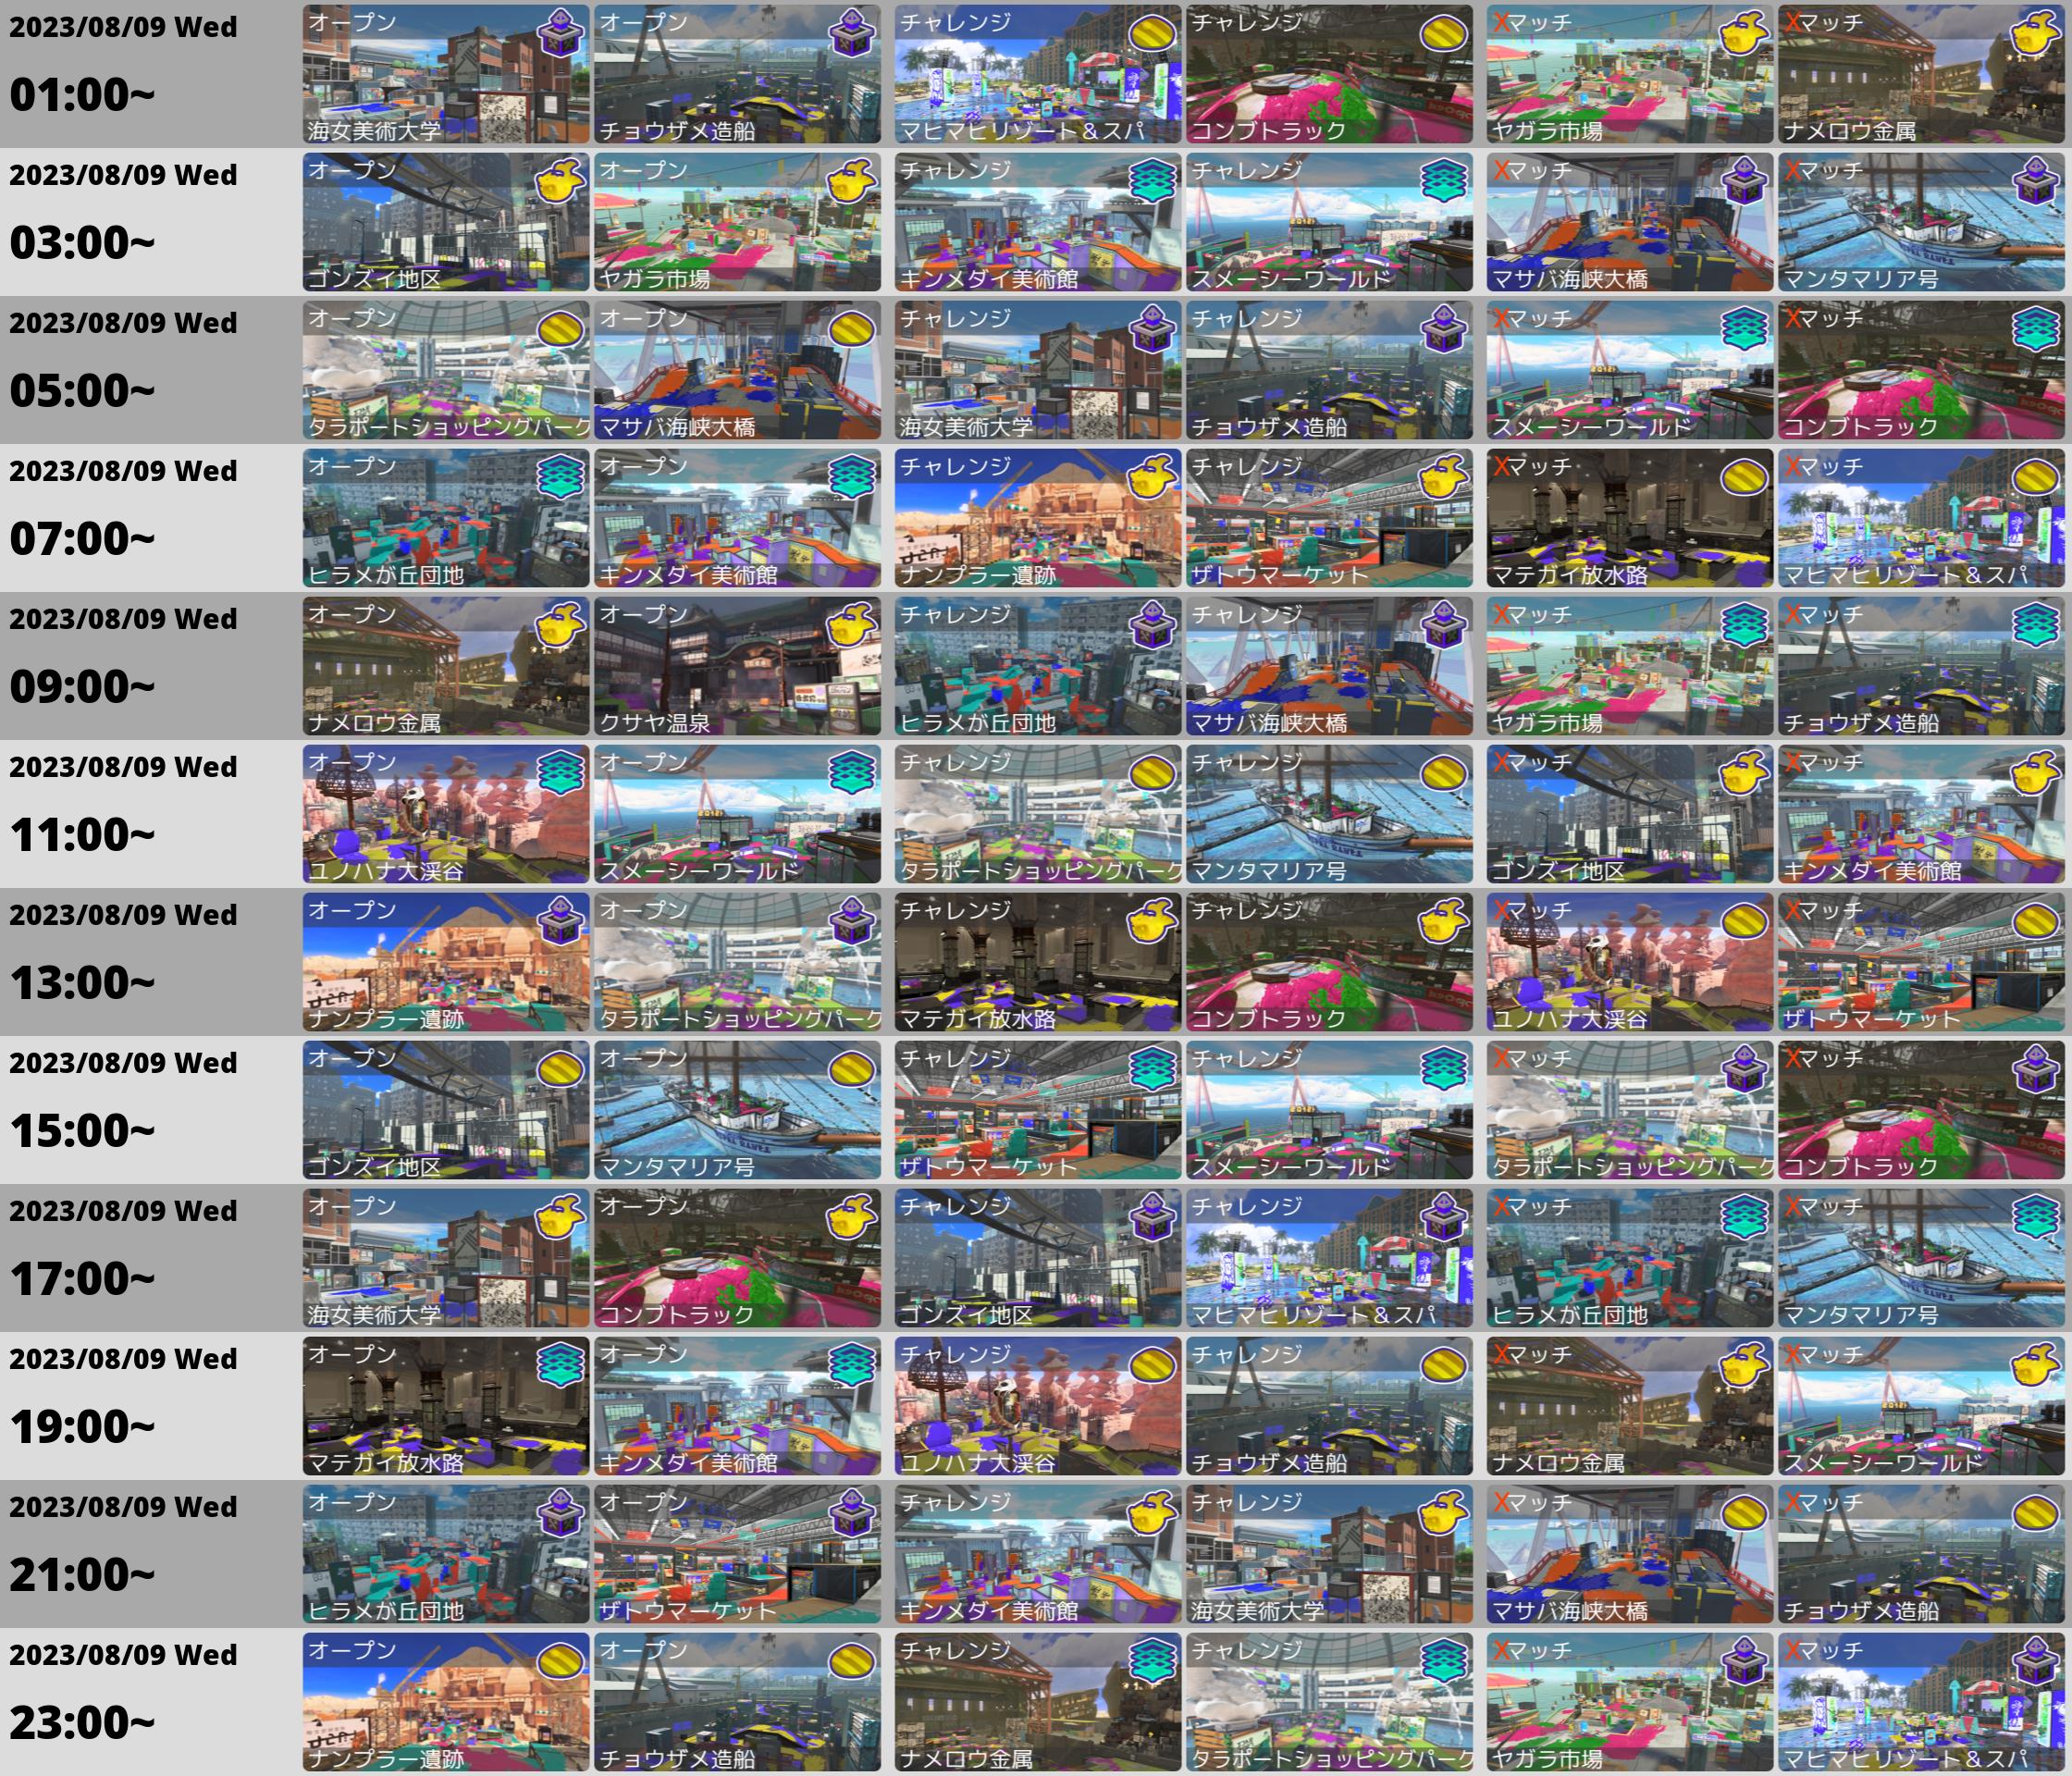 2023/08/09 Wed
01:00~
オープン オープン チャレンジ チャレンジ Xマッチ Xマッチ
海女美術大学 チョウザメ造船 マヒマヒリゾート＆スパ コンブトラック ヤガラ市場 ナメロウ金属
2023/08/09 Wed
03:00~
オープン オープン チャレンジ チャレンジ Xマッチ Xマッチ
ゴンズイ地区 ヤガラ市場 キンメダイ美術館 スメーシーワールド マサバ海峡大橋 マンタマリア号
2023/08/09 Wed
05:00~
オープン オープン チャレンジ チャレンジ Xマッチ Xマッチ
タラポートショッピングパーク マサバ海峡大橋 海女美術大学 チョウザメ造船 スメーシーワールド コンブトラック
2023/08/09 Wed
07:00~
オープン オープン チャレンジ チャレンジ Xマッチ Xマッチ
ヒラメが丘団地 キンメダイ美術館 ナンプラー遺跡 ザトウマーケット マテガイ放水路 マヒマヒリゾート＆スパ
2023/08/09 Wed
09:00~
オープン オープン チャレンジ チャレンジ Xマッチ Xマッチ
ナメロウ金属 クサヤ温泉 ヒラメが丘団地 マサバ海峡大橋 ヤガラ市場 チョウザメ造船
2023/08/09 Wed
11:00~
オープン オープン チャレンジ チャレンジ Xマッチ Xマッチ
ユノハナ大渓谷 スメーシーワールド タラポートショッピングパーク マンタマリア号 ゴンズイ地区 キンメダイ美術館
2023/08/09 Wed
13:00~
オープン オープン チャレンジ チャレンジ Xマッチ Xマッチ
ナンプラー遺跡 タラポートショッピングパーク マテガイ放水路 コンブトラック ユノハナ大渓谷 ザトウマーケット
2023/08/09 Wed
15:00~
オープン オープン チャレンジ チャレンジ Xマッチ Xマッチ
ゴンズイ地区 マンタマリア号 ザトウマーケット スメーシーワールド タラポートショッピングパーク コンブトラック
2023/08/09 Wed
17:00~
オープン オープン チャレンジ チャレンジ Xマッチ Xマッチ
海女美術大学 コンブトラック ゴンズイ地区 マヒマヒリゾート＆スパ ヒラメが丘団地 マンタマリア号
2023/08/09 Wed
19:00~
オープン オープン チャレンジ チャレンジ Xマッチ Xマッチ
マテガイ放水路 キンメダイ美術館 ユノハナ大渓谷 チョウザメ造船 ナメロウ金属 スメーシーワールド
2023/08/09 Wed
21:00~
オープン オープン チャレンジ チャレンジ Xマッチ Xマッチ
ヒラメが丘団地 ザトウマーケット キンメダイ美術館 海女美術大学 マサバ海峡大橋 チョウザメ造船
2023/08/09 Wed
23:00~
オープン オープン チャレンジ チャレンジ Xマッチ Xマッチ
ナンプラー遺跡 チョウザメ造船 ナメロウ金属 タラポートショッピングパーク ヤガラ市場 マヒマヒリゾート＆スパ